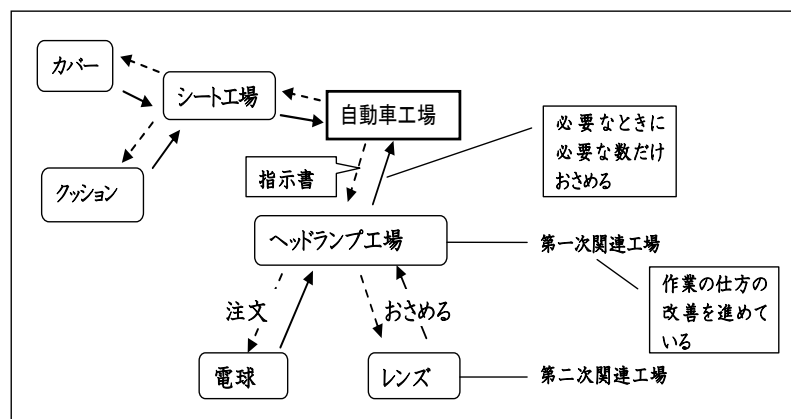 カバー
シート工場
自動車工場
クッション
指示書
必要なときに
必要な数だけ
おさめる
ヘッドランプ工場
第一次関連工場
作業の仕方の
改善を進めて
いる
注文
おさめる
電球
レンズ
第二次関連工場